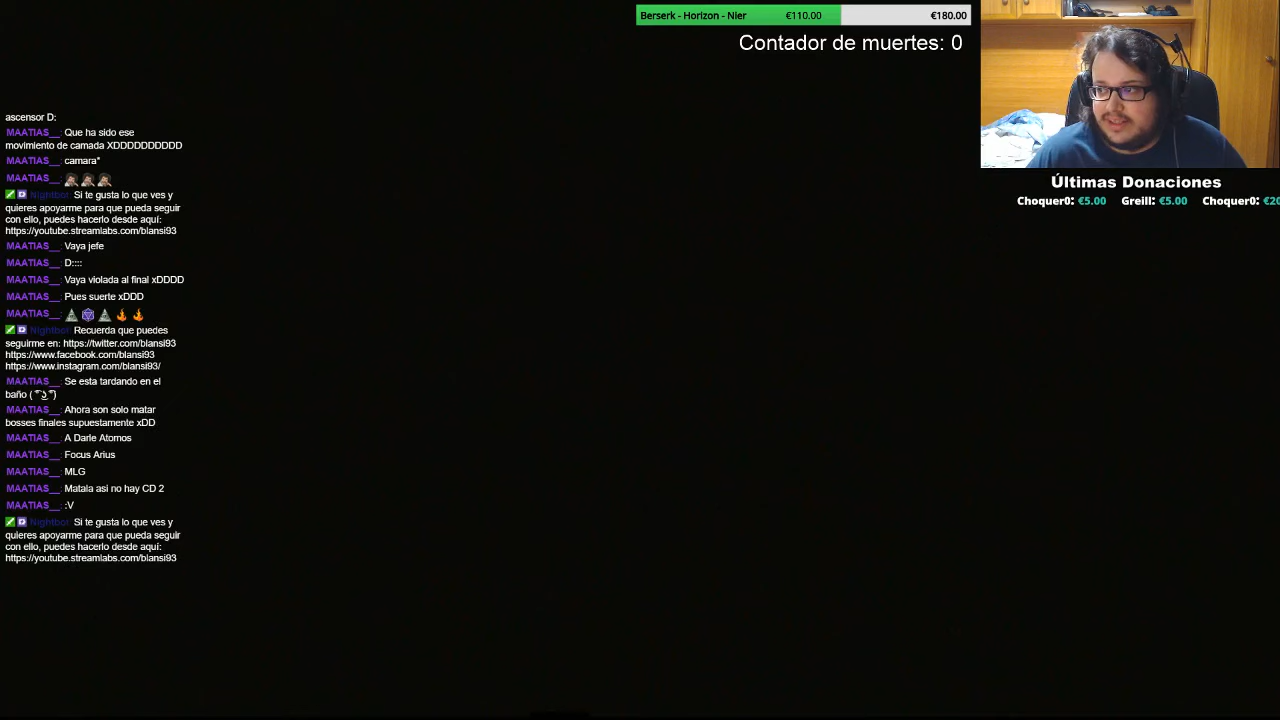 Berserk - Horizon - Nier €110.00 €180.00
Contador de muertes: 0
ascensor D:
MAATIAS__: Que ha sido ese
movimiento de camada XDDDDDDDDDD
MAATIAS__: camara*
MAATIAS__:
Nightbot: Si te gusta lo que ves y
quieres apoyarme para que pueda seguir
con ello, puedes hacerlo desde aquí:
https://youtube.streamlabs.com/blansi93
MAATIAS__: Vaya jefe
MAATIAS__: D::::
MAATIAS__: Vaya violada al final xDDDD
MAATIAS__: Pues suerte xDDD
MAATIAS__:
Nightbot: Recuerda que puedes
seguirme en: https://twitter.com/blansi93
https://www.facebook.com/blansi93
https://www.instagram.com/blansi93/
MAATIAS__: Se esta tardando en el
baño ( ͡° ͜ʖ ͡°)
MAATIAS__: Ahora son solo matar
bosses finales supuestamente xDD
MAATIAS__: A Darle Atomos
MAATIAS__: Focus Arius
MAATIAS__: MLG
MAATIAS__: Matala asi no hay CD 2
MAATIAS__: :V
Nightbot: Si te gusta lo que ves y
quieres apoyarme para que pueda seguir
con ello, puedes hacerlo desde aquí:
https://youtube.streamlabs.com/blansi93
Últimas Donaciones
Choquer0: €5.00 Greill: €5.00 Choquer0: €20